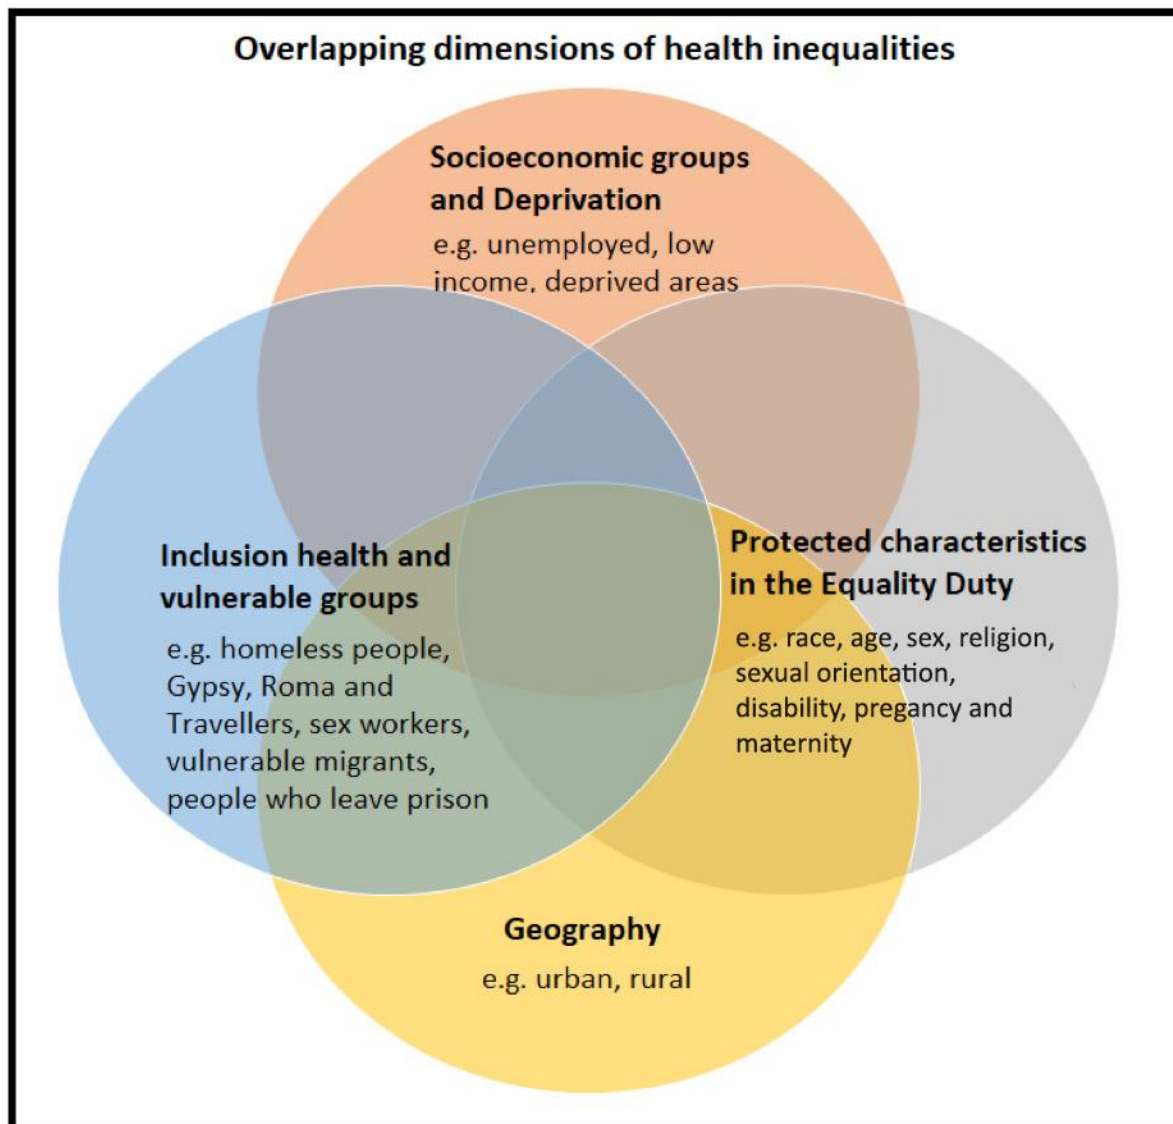 Overlapping dimensions of health inequalities
Socioeconomic groups
and Deprivation
e.g. unemployed, low
income, deprived areas
Inclusion health and
vulnerable groups
e.g. homeless people,
Gypsy, Roma and
Travellers, sex workers,
vulnerable migrants,
people who leave prison
Protected characteristics
in the Equality Duty
e.g. race, age, sex, religion,
sexual orientation,
disability, pregancy and
maternity
Geography
e.g. urban, rural